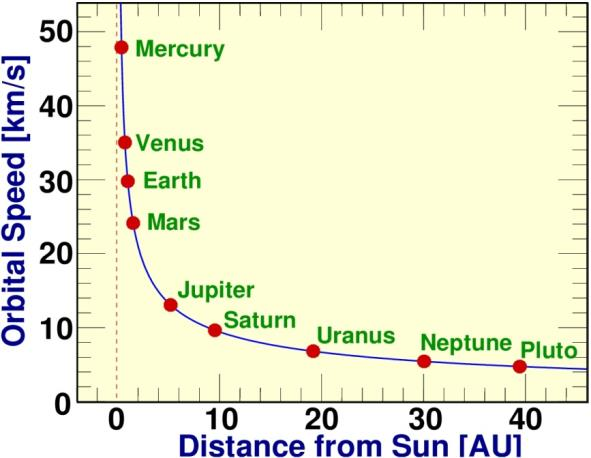 Orbital Speed [km/s]
50
40
30
20
10
0
Mercury
Venus
Earth
Mars
Jupiter
Saturn
Uranus
Neptune
Pluto
0 10 20 30 40
Distance from Sun [AU]